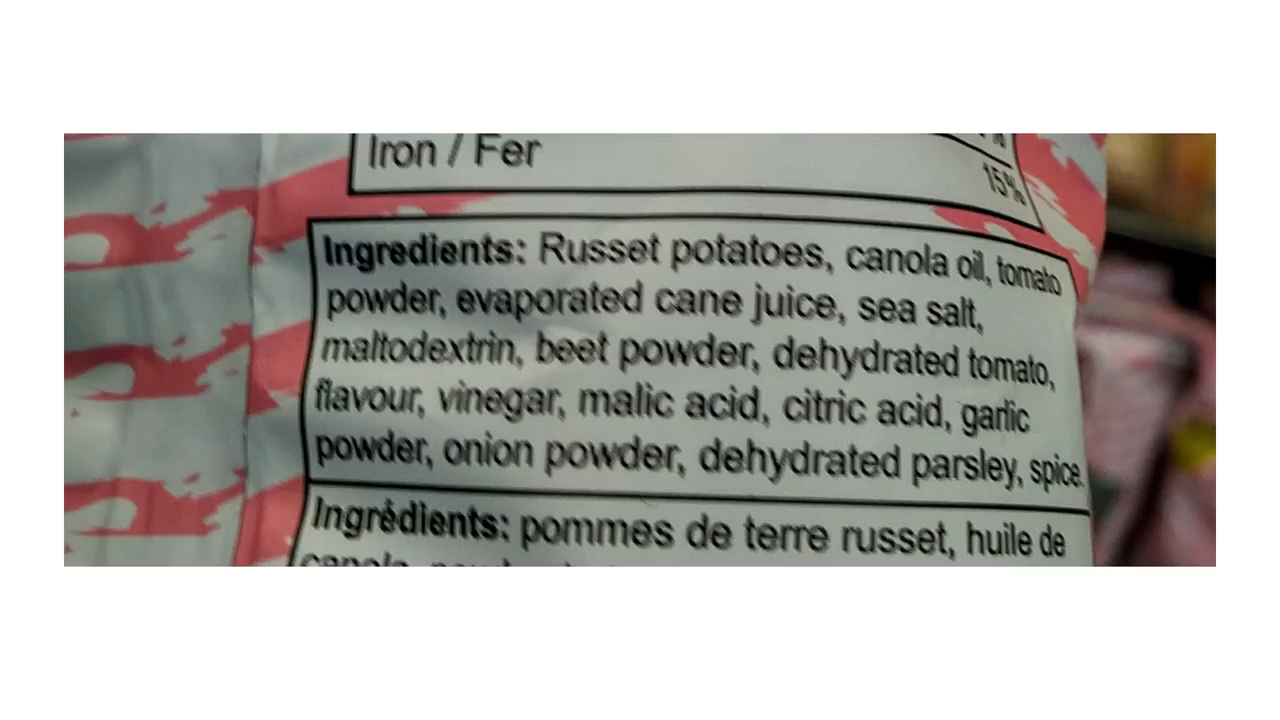 Iron / Fer
15%
Ingredients: Russet potatoes, canola oil, tomato
powder, evaporated cane juice, sea salt,
maltodextrin, beet powder, dehydrated tomato,
flavour, vinegar, malic acid, citric acid, garlic
powder, onion powder, dehydrated parsley, spice.
Ingrédients: pommes de terre russet, huile de